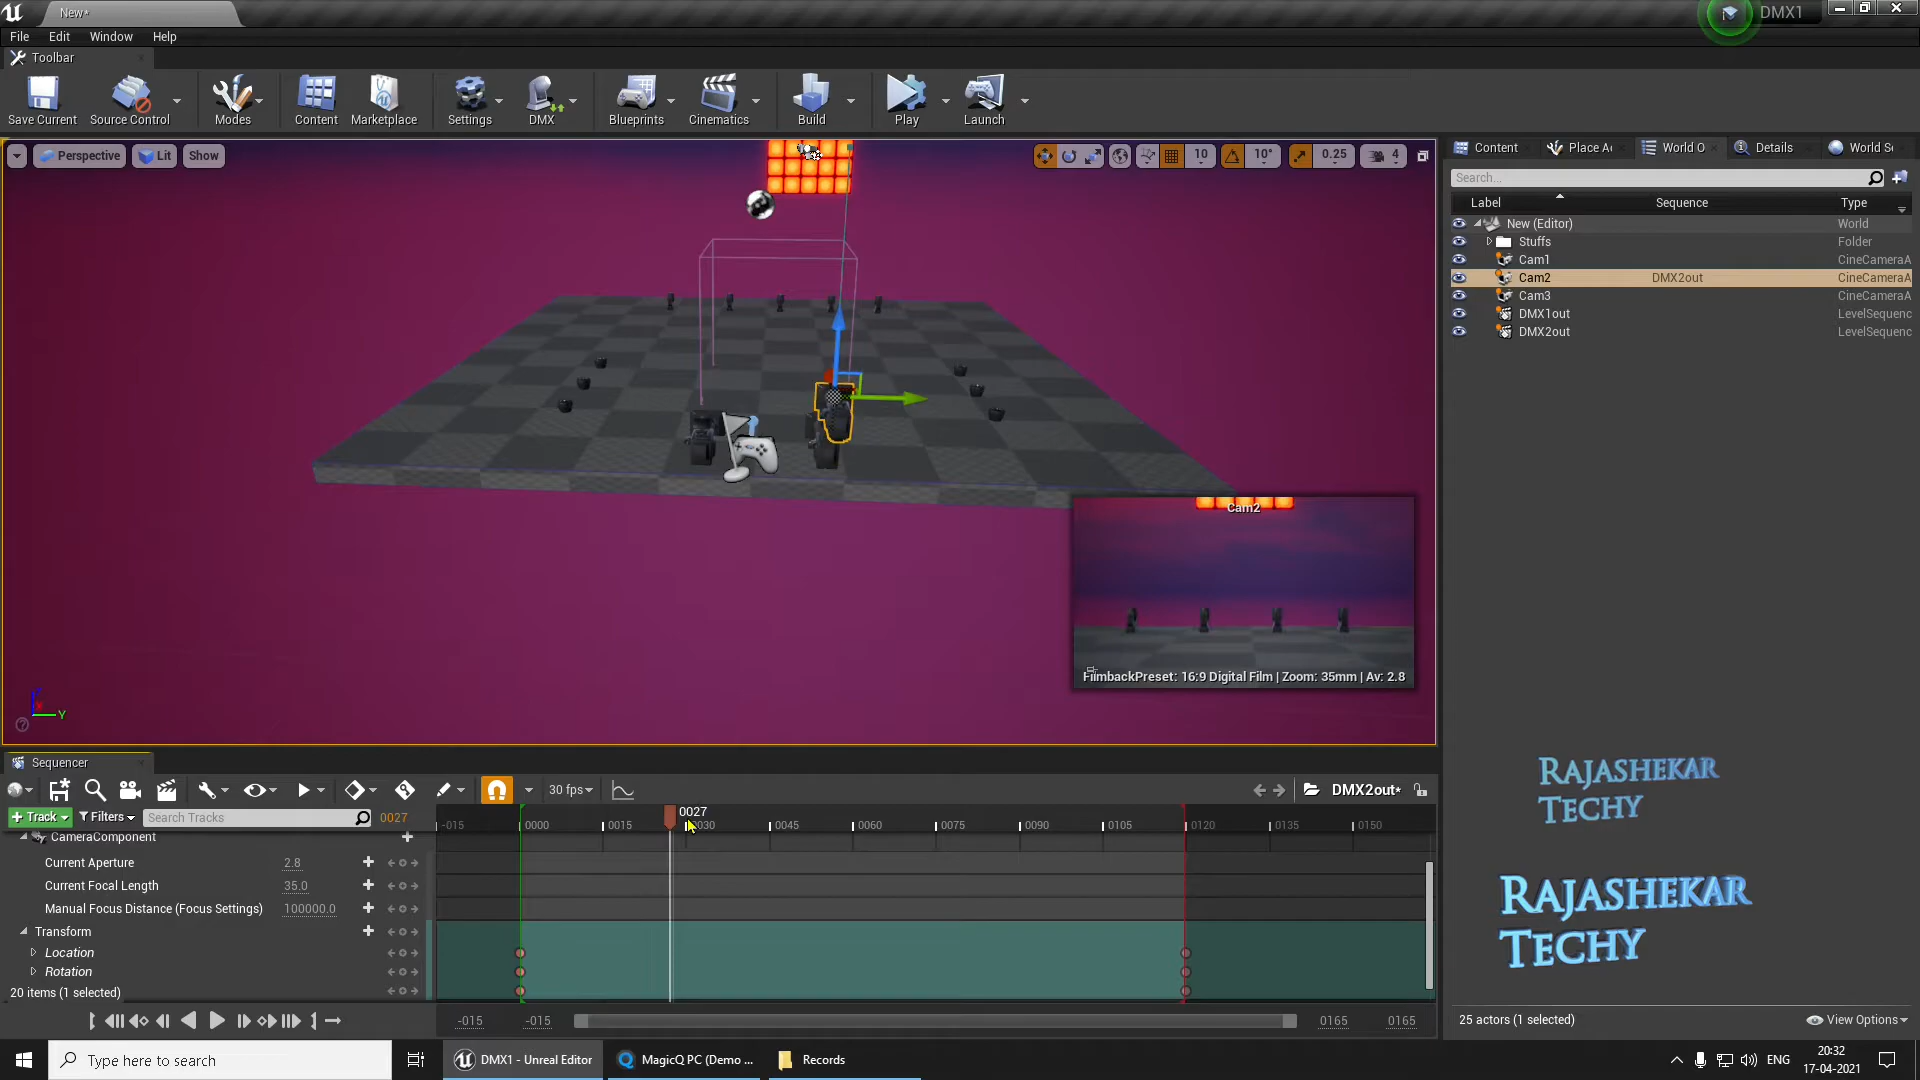 New*
DMX1
File Edit Window Help
Toolbar
Save Current
Source Control
Modes
Content
Marketplace
Settings
DMX
Blueprints
Cinematics
Build
Play
Launch
Perspective Lit Show
10 10° 0.25 4
Content Place Ac World O Details World Se
Search...
Label Sequence Type
New (Editor) World
Stuffs Folder
Cam1 CineCameraA
Cam2 DMX2out CineCameraA
Cam3 CineCameraA
DMX1out LevelSequenc
DMX2out LevelSequenc
Cam2
FilmbackPreset: 16:9 Digital Film | Zoom: 35mm | Av: 2.8
Y
Sequencer
30 fps
DMX2out*
+ Track Filters Search Tracks 0027
0027
-015 0000 0015 0030 0045 0060 0075 0090 0105 0120 0135 0150
CameraComponent
Current Aperture 2.8
Current Focal Length 35.0
Manual Focus Distance (Focus Settings) 100000.0
Transform
Location
Rotation
20 items (1 selected)
-015 -015 0165 0165
RAJASHEKAR
TECHY
RAJASHEKAR
TECHY
25 actors (1 selected) View Options
Type here to search
DMX1 - Unreal Editor
MagicQ PC (Demo ...
Records
ENG
20:32
17-04-2021